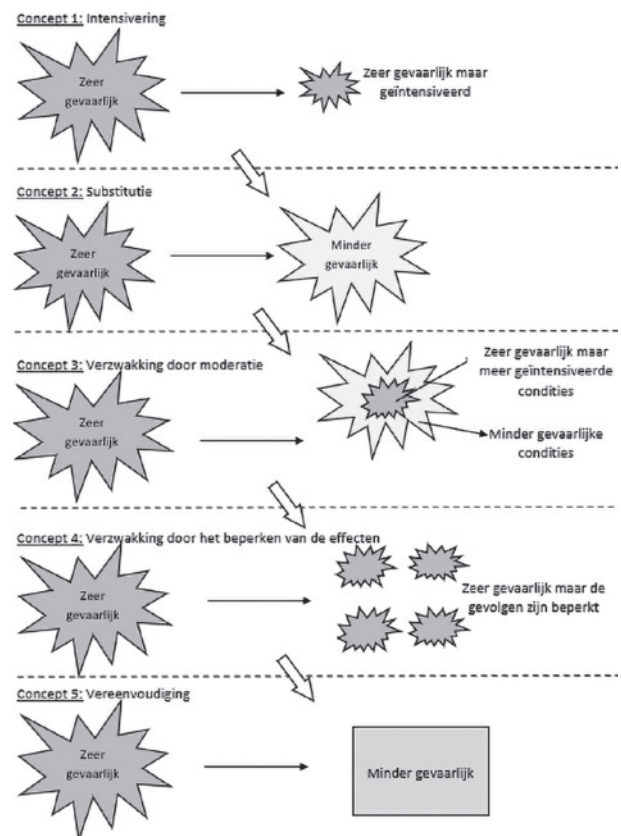 Concept 1: Intensivering
Zeer
gevaarlijk
Zeer gevaarlijk maar
geïntensiveerd
Concept 2: Substitutie
Zeer
gevaarlijk
Minder
gevaarlijk
Concept 3: Verzwakking door moderatie
Zeer
gevaarlijk
Zeer gevaarlijk maar
meer geïntensiveerde
condities
Minder gevaarlijke
condities
Concept 4: Verzwakking door het beperken van de effecten
Zeer
gevaarlijk
Zeer gevaarlijk maar de
gevolgen zijn beperkt
Concept 5: Vereenvoudiging
Zeer
gevaarlijk
Minder gevaarlijk